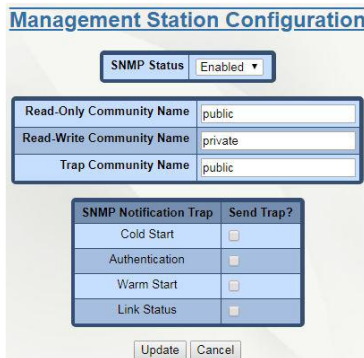 Management Station Configuration
SNMP Status Enabled
Read-Only Community Name public
Read-Write Community Name private
Trap Community Name public
SNMP Notification Trap Send Trap?
Cold Start
Authentication
Warm Start
Link Status
Update Cancel